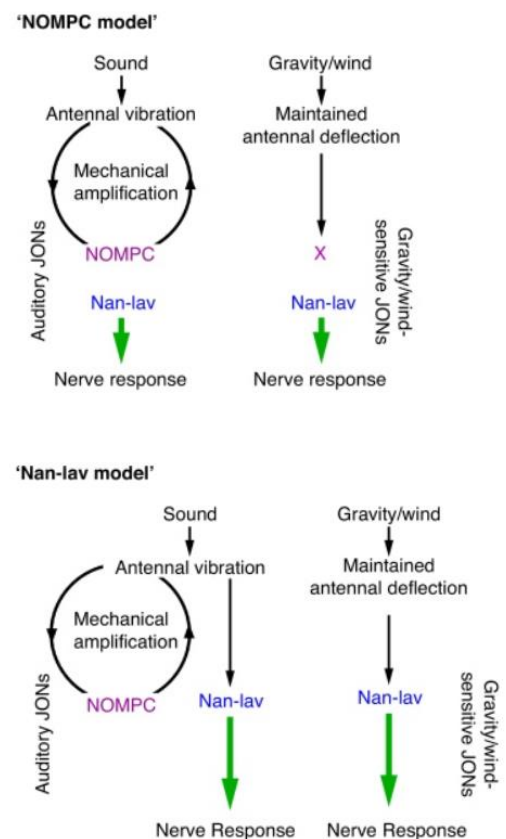 'NOMPC model'
Sound
Antennal vibration
Mechanical
amplification
NOMPC
Nan-lav
Nerve response
Auditory JONs
Gravity/wind
Maintained
antennal deflection
X
Nan-lav
Nerve response
Gravity/wind-
sensitive JONs
'Nan-lav model'
Sound
Antennal vibration
Mechanical
amplification
NOMPC
Nan-lav
Nerve Response
Auditory JONs
Gravity/wind
Maintained
antennal deflection
Nan-lav
Nerve Response
Gravity/wind-
sensitive JONs